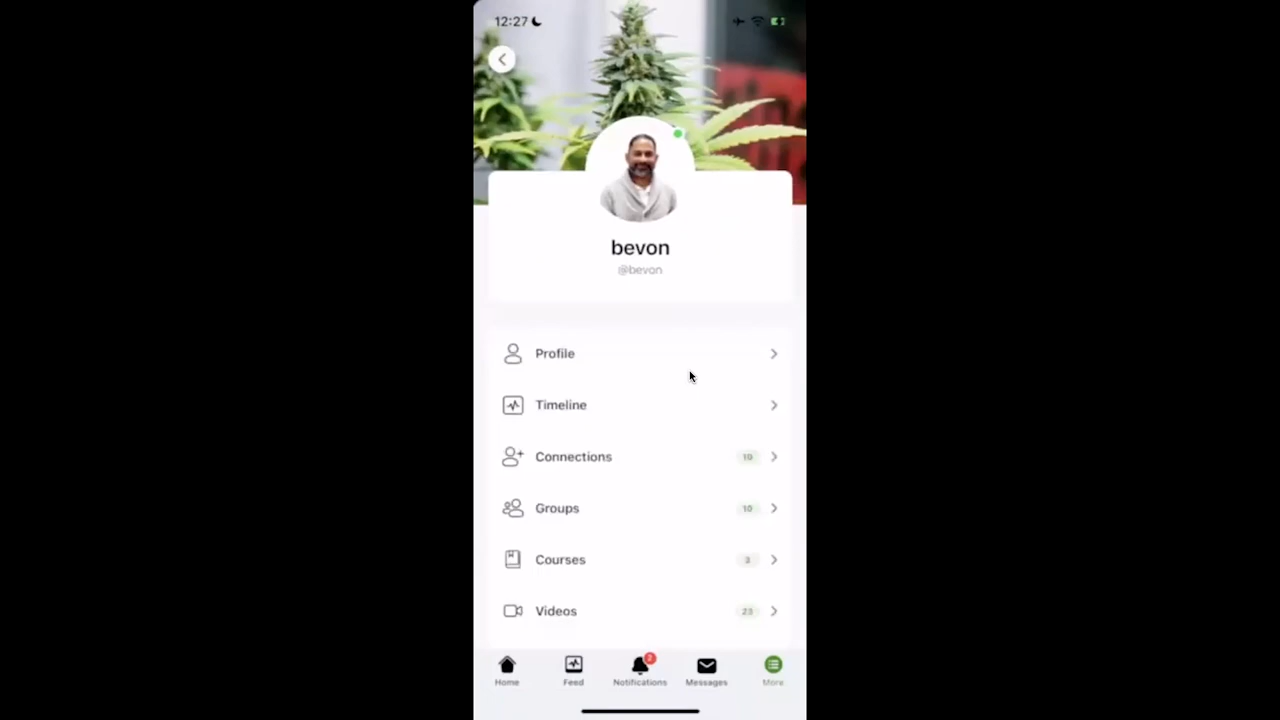 12:27
bevon
@bevon
Profile
Timeline
Connections 10
Groups 10
Courses 3
Videos 23
2
Home Feed Notifications Messages More